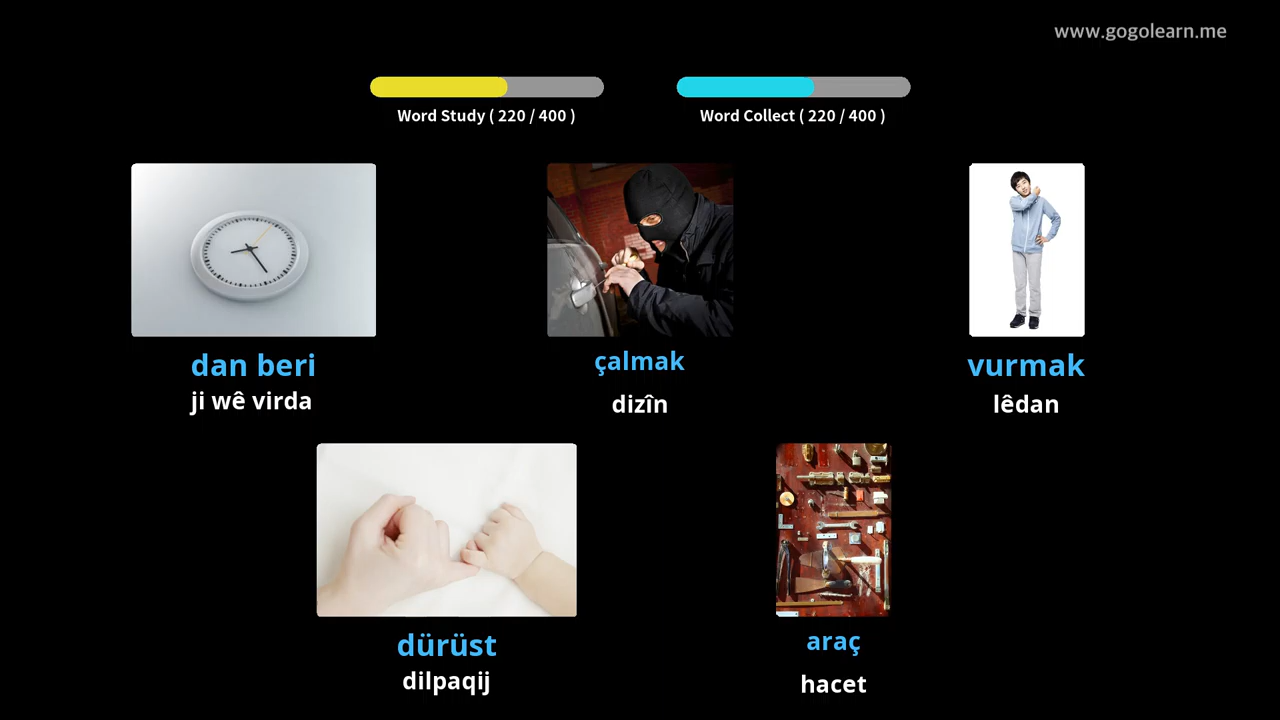 www.gogolearn.me
Word Study ( 220 / 400 )
Word Collect ( 220 / 400 )
dan beri
ji wê virda
çalmak
dizîn
vurmak
lêdan
dürüst
dilpaqij
araç
hacet